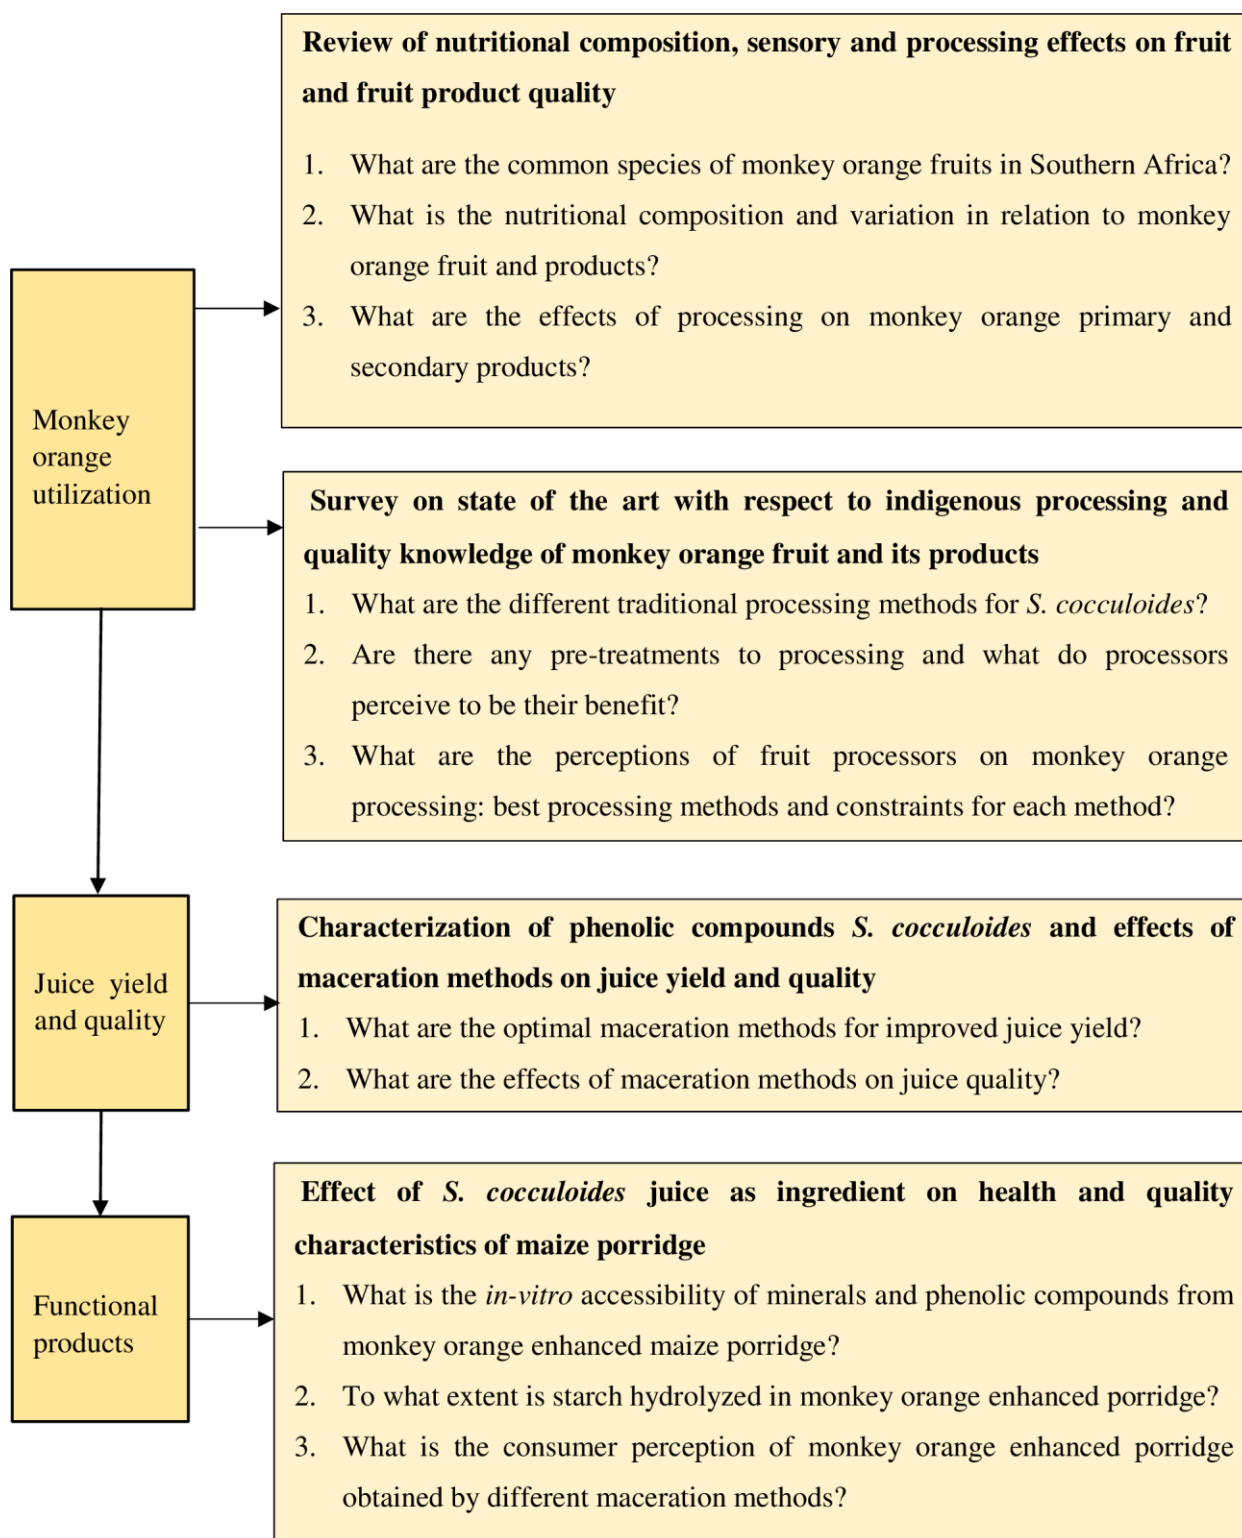 Review of nutritional composition, sensory and processing effects on fruit
and fruit product quality
1. What are the common species of monkey orange fruits in Southern Africa?
2. What is the nutritional composition and variation in relation to monkey
orange fruit and products?
3. What are the effects of processing on monkey orange primary and
secondary products?
Monkey
orange
utilization
Survey on state of the art with respect to indigenous processing and
quality knowledge of monkey orange fruit and its products
1. What are the different traditional processing methods for S. cocculoides?
2. Are there any pre-treatments to processing and what do processors
perceive to be their benefit?
3. What are the perceptions of fruit processors on monkey orange
processing: best processing methods and constraints for each method?
Juice yield
and quality
Characterization of phenolic compounds S. cocculoides and effects of
maceration methods on juice yield and quality
1. What are the optimal maceration methods for improved juice yield?
2. What are the effects of maceration methods on juice quality?
Functional
products
Effect of S. cocculoides juice as ingredient on health and quality
characteristics of maize porridge
1. What is the in-vitro accessibility of minerals and phenolic compounds from
monkey orange enhanced maize porridge?
2. To what extent is starch hydrolyzed in monkey orange enhanced porridge?
3. What is the consumer perception of monkey orange enhanced porridge
obtained by different maceration methods?